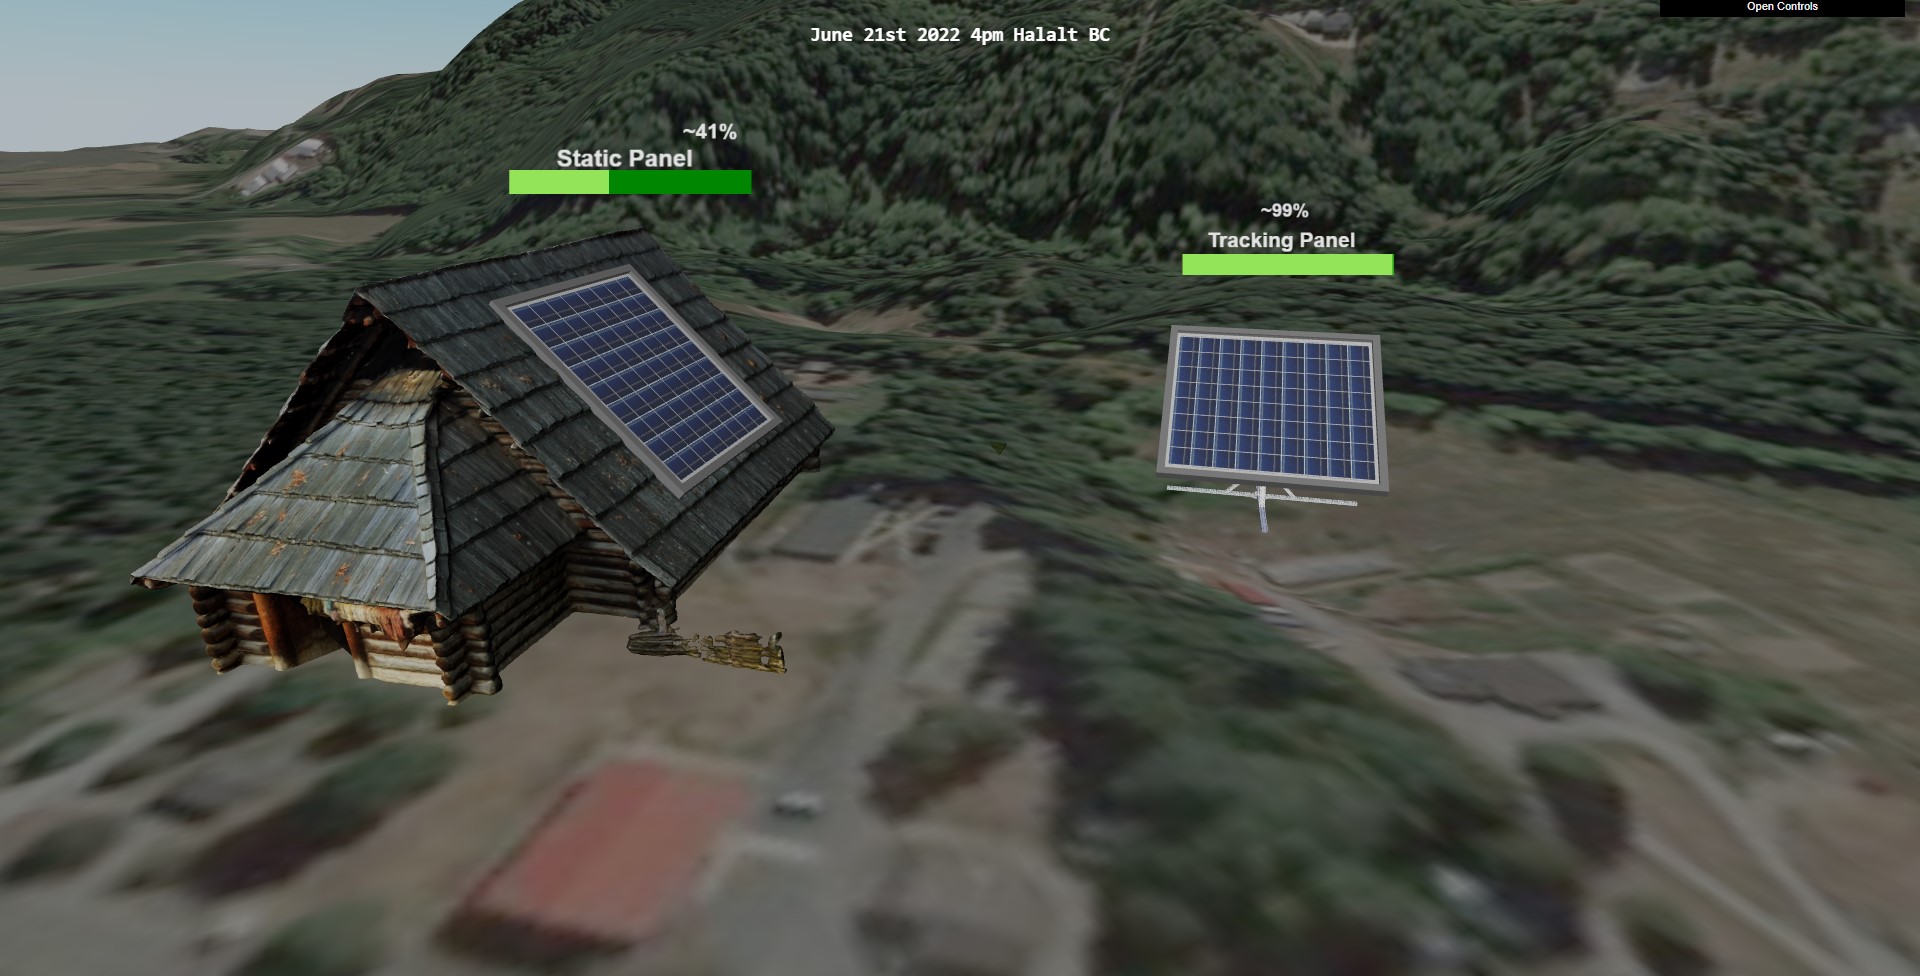 Open Controls
June 21st 2022 4pm Halalt BC
~41%
Static Panel
~99%
Tracking Panel